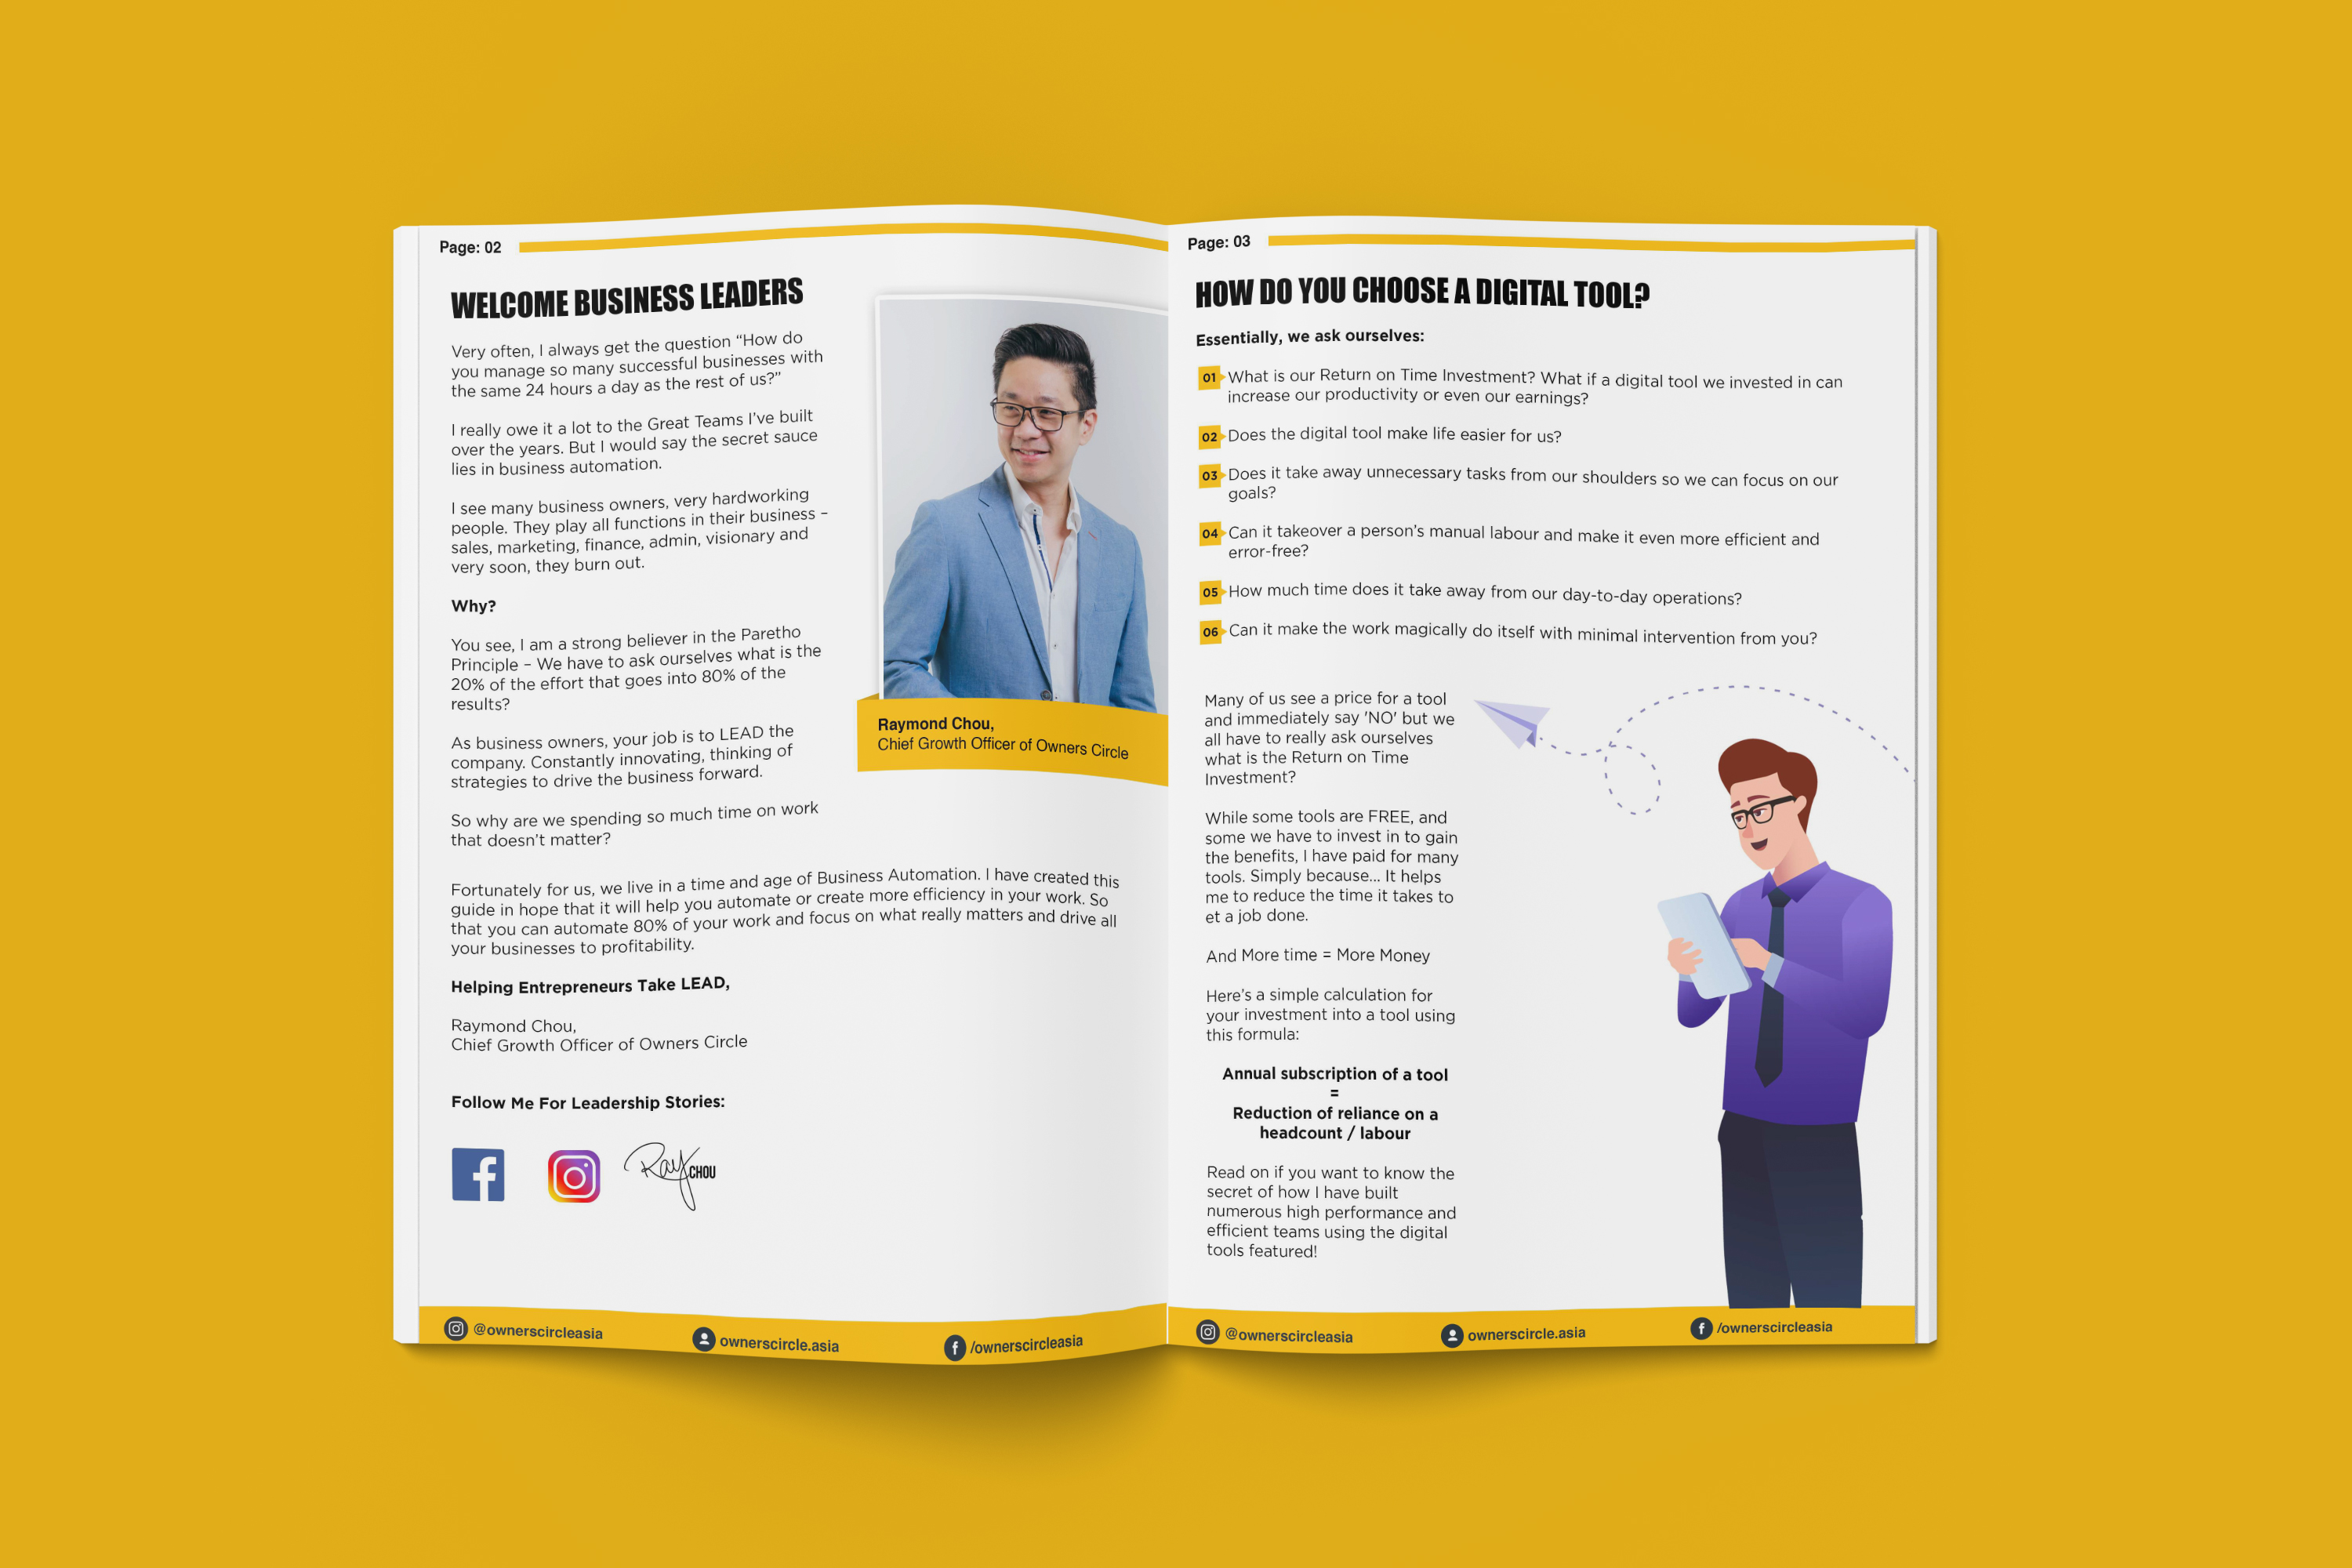 Page: 02
WELCOME BUSINESS LEADERS
Very often, I always get the question “How do
you manage so many successful businesses with
the same 24 hours a day as the rest of us?”
I really owe it a lot to the Great Teams I’ve built
over the years. But I would say the secret sauce
lies in business automation.
I see many business owners, very hardworking
people. They play all functions in their business –
sales, marketing, finance, admin, visionary and
very soon, they burn out.
Why?
You see, I am a strong believer in the Paretho
Principle – We have to ask ourselves what is the
20% of the effort that goes into 80% of the
results?
As business owners, your job is to LEAD the
company. Constantly innovating, thinking of
strategies to drive the business forward.
So why are we spending so much time on work
that doesn’t matter?
Raymond Chou,
Chief Growth Officer of Owners Circle
Fortunately for us, we live in a time and age of Business Automation. I have created this
guide in hope that it will help you automate or create more efficiency in your work. So
that you can automate 80% of your work and focus on what really matters and drive all
your businesses to profitability.
Helping Entrepreneurs Take LEAD,
Raymond Chou,
Chief Growth Officer of Owners Circle
Follow Me For Leadership Stories:
Ray CHOU
@ownerscircleasia
ownerscircle.asia
/ownerscircleasia
Page: 03
HOW DO YOU CHOOSE A DIGITAL TOOL?
Essentially, we ask ourselves:
01 What is our Return on Time Investment? What if a digital tool we invested in can
increase our productivity or even our earnings?
02 Does the digital tool make life easier for us?
03 Does it take away unnecessary tasks from our shoulders so we can focus on our
goals?
04 Can it takeover a person’s manual labour and make it even more efficient and
error-free?
05 How much time does it take away from our day-to-day operations?
06 Can it make the work magically do itself with minimal intervention from you?
Many of us see a price for a tool
and immediately say 'NO' but we
all have to really ask ourselves
what is the Return on Time
Investment?
While some tools are FREE, and
some we have to invest in to gain
the benefits, I have paid for many
tools. Simply because... It helps
me to reduce the time it takes to
et a job done.
And More time = More Money
Here’s a simple calculation for
your investment into a tool using
this formula:
Annual subscription of a tool
=
Reduction of reliance on a
headcount / labour
Read on if you want to know the
secret of how I have built
numerous high performance and
efficient teams using the digital
tools featured!
@ownerscircleasia
ownerscircle.asia
/ownerscircleasia